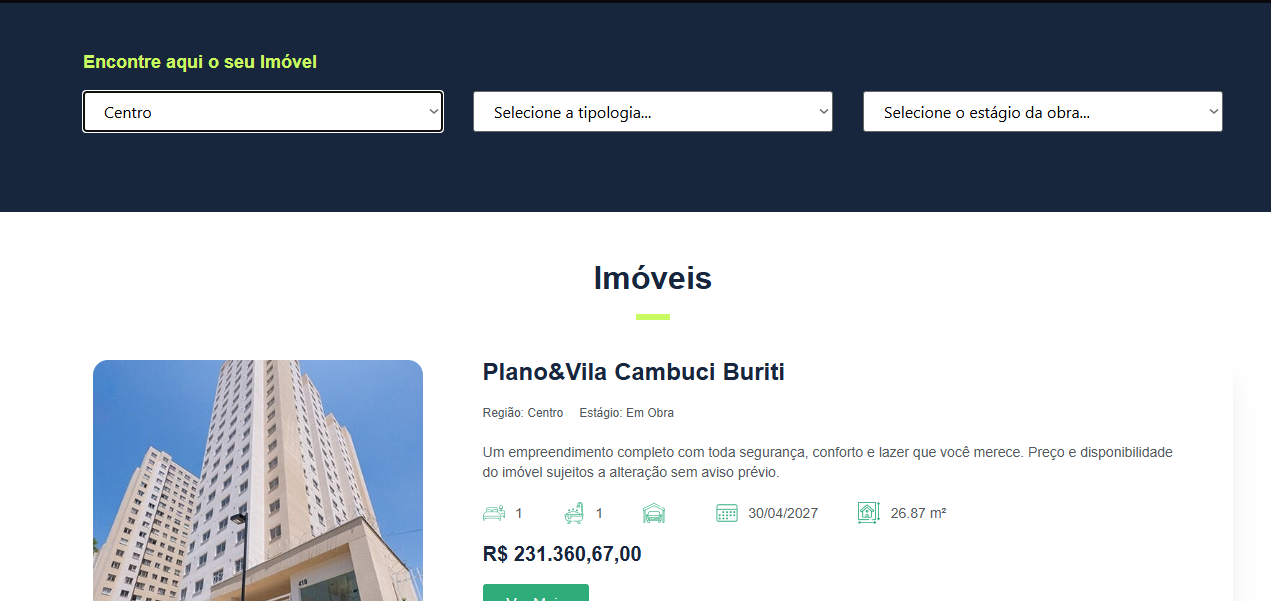 Encontre aqui o seu Imóvel
Centro
Selecione a tipologia...
Selecione o estágio da obra...
Imóveis
Plano&Vila Cambuci Buriti
Região: Centro Estágio: Em Obra
Um empreendimento completo com toda segurança, conforto e lazer que você merece. Preço e disponibilidade
do imóvel sujeitos a alteração sem aviso prévio.
1 1 30/04/2027 26.87 m²
R$ 231.360,67,00
Ver Mais